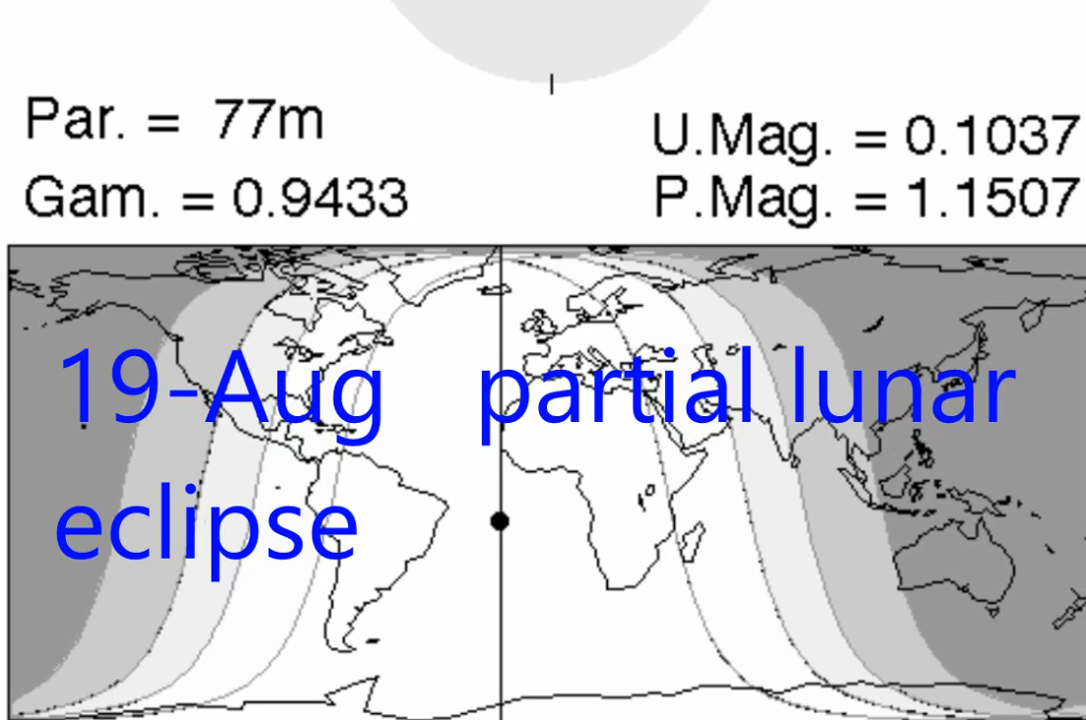 Par. = 77m
U.Mag. = 0.1037
Gam. = 0.9433
P.Mag. = 1.1507
19-Aug partial lunar
eclipse